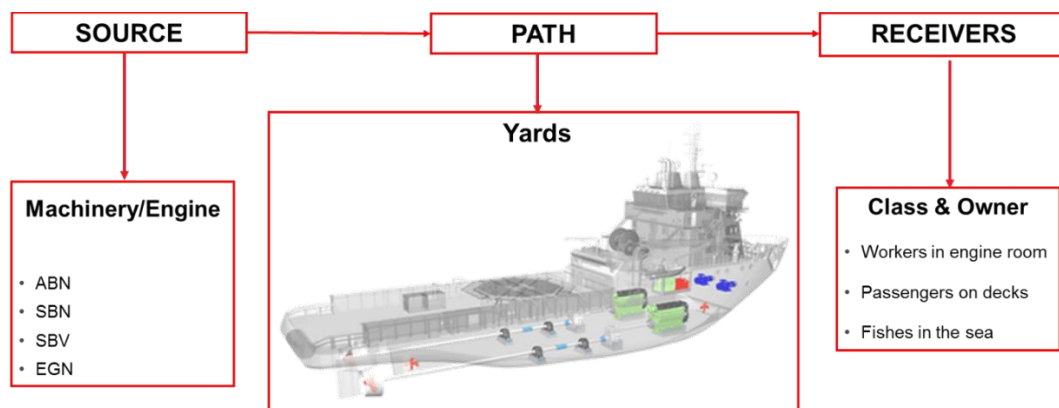 SOURCE
PATH
RECEIVERS
Yards
Machinery/Engine
• ABN
• SBN
• SBV
• EGN
Class & Owner
• Workers in engine room
• Passengers on decks
• Fishes in the sea